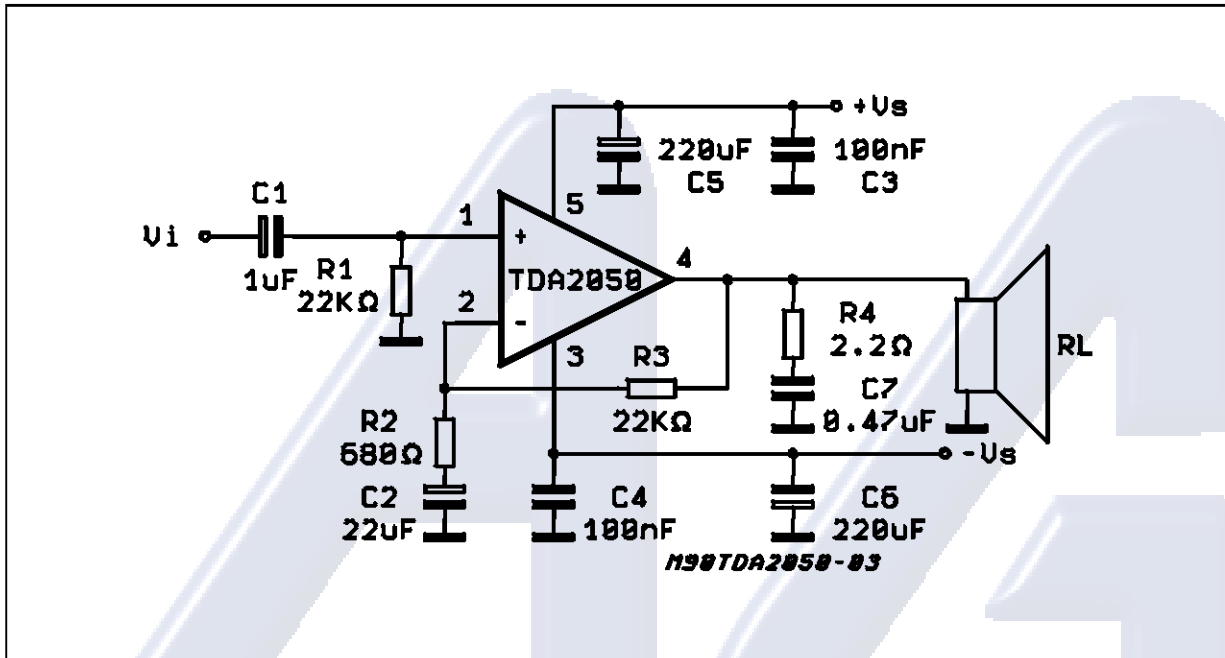 +Vs
220uF
C5
100nF
C3
C1
Vi
1uF
R1
22KΩ
1
2
+
-
TDA2050
5
4
3
R3
22KΩ
R4
2.2Ω
C7
0.47uF
RL
R2
680Ω
C2
22uF
C4
100nF
-Vs
C6
220uF
M90TDA2050-03